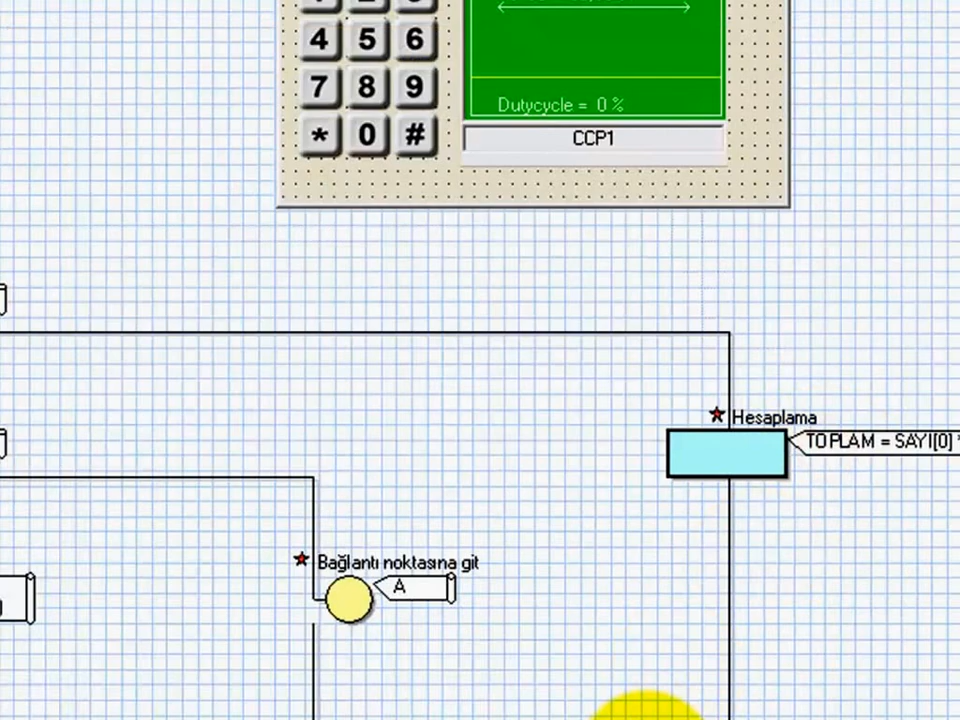 4 5 6
7 8 9
* 0 #
Dutycycle = 0 %
CCP1
Hesaplama
TOPLAM = SAYI[0]
Bağlantı noktasına git
A